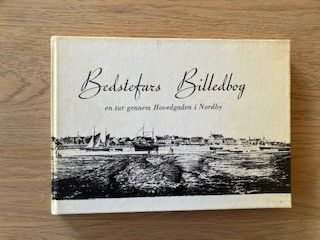 Bedstefars Billedbog
en tur gennem Hovedgaden i Nordby